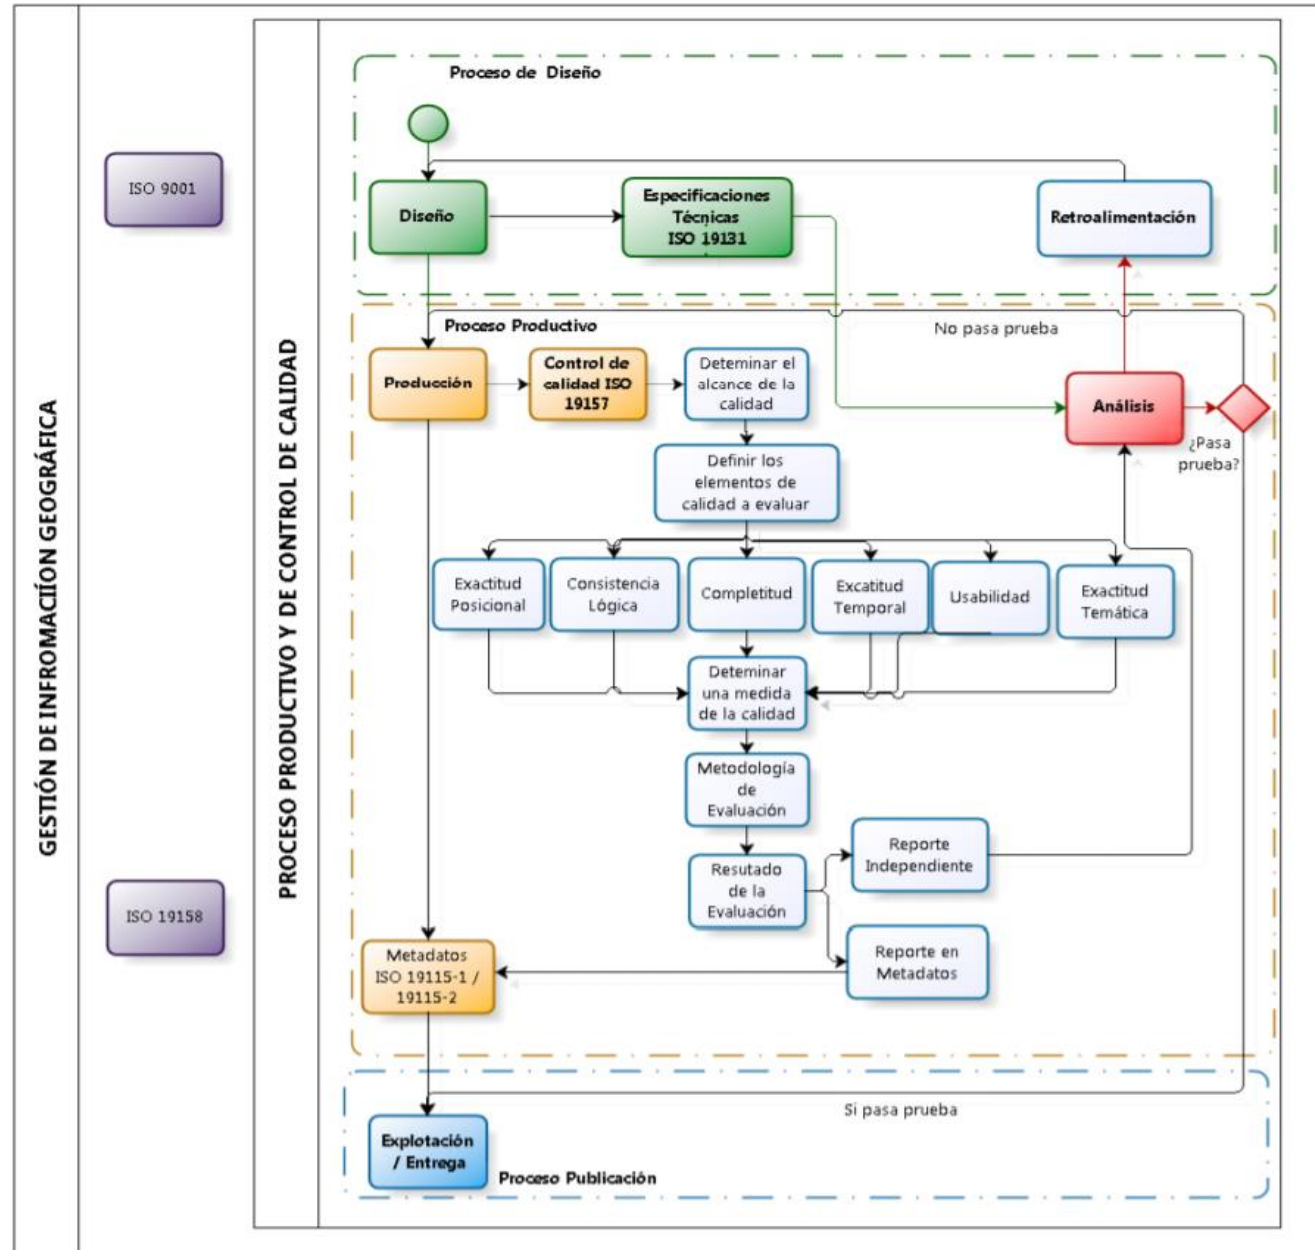 GESTIÓN DE INFROMACÍON GEOGRÁFICA
ISO 9001
ISO 19158
PROCESO PRODUCTIVO Y DE CONTROL DE CALIDAD
Proceso de Diseño
Diseño
Especificaciones
Técnicas
ISO 19131
Retroalimentación
Proceso Productivo
No pasa prueba
Producción
Control de
calidad ISO
19157
Deteminar el
alcance de la
calidad
Análisis
¿Pasa
prueba?
Definir los
elementos de
calidad a evaluar
Exactitud
Posicional
Consistencia
Lógica
Completitud
Excatitud
Temporal
Usabilidad
Exactitud
Temática
Deteminar
una medida
de la calidad
Metodología
de
Evaluación
Resutado
de la
Evaluación
Reporte
Independiente
Reporte en
Metadatos
Metadatos
ISO 19115-1 /
19115-2
Si pasa prueba
Explotación
/ Entrega
Proceso Publicación